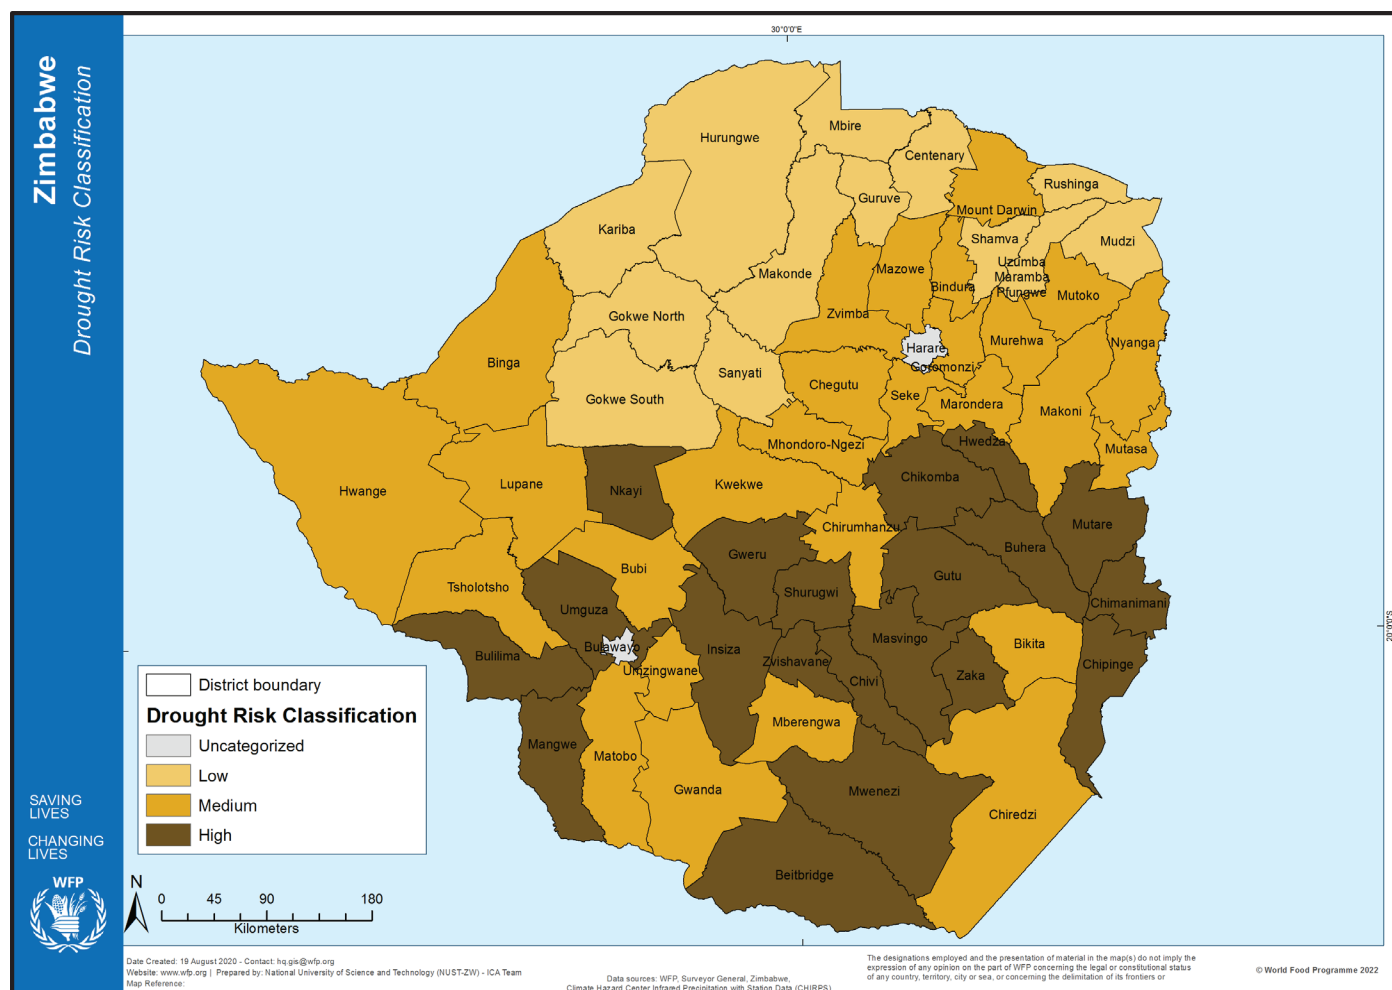 Zimbabwe
Drought Risk Classification
30°0'0"E
20°0'0"S
Hurungwe
Mbire
Centenary
Rushinga
Guruve
Mount Darwin
Kariba
Shamva
Mudzi
Uzumba
Maramba
Pfungwe
Makonde
Mazowe
Bindura
Mutoko
Gokwe North
Zvimba
Murehwa
Nyanga
Harare
Binga
Sanyati
Goromonzi
Chegutu
Seke
Gokwe South
Marondera
Makoni
Mhondoro-Ngezi
Hwedza
Mutasa
Chikomba
Hwange
Lupane
Nkayi
Kwekwe
Chirumhanzu
Mutare
Buhera
Gweru
Bubi
Gutu
Tsholotsho
Shurugwi
Chimanimani
Umguza
Masvingo
Bikita
Bulawayo
Insiza
Bulilima
Zvishavane
Chipinge
Umzingwane
Chivi
Zaka
Mberengwa
Mangwe
Matobo
Gwanda
Mwenezi
Chiredzi
Beitbridge
District boundary
Drought Risk Classification
Uncategorized
Low
Medium
High
SAVING
LIVES
CHANGING
LIVES
WFP
N
0 45 90 180
Kilometers
Date Created: 19 August 2020 - Contact: hq.gis@wfp.org
Website: www.wfp.org | Prepared by: National University of Science and Technology (NUST-ZW) - ICA Team
Map Reference:
Data sources: WFP, Surveyor General, Zimbabwe,
Climate Hazard Center Infrared Precipitation with Station Data (CHIRPS)
The designations employed and the presentation of material in the map(s) do not imply the
expression of any opinion on the part of WFP concerning the legal or constitutional status
of any country, territory, city or sea, or concerning the delimitation of its frontiers or
© World Food Programme 2022